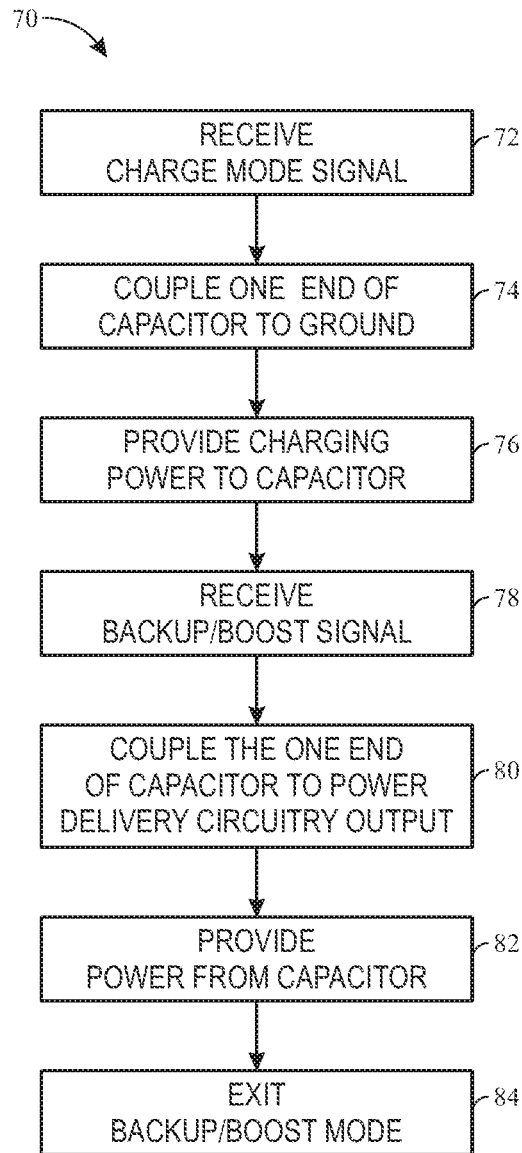 70
RECEIVE
CHARGE MODE SIGNAL
72
COUPLE ONE END OF
CAPACITOR TO GROUND
74
PROVIDE CHARGING
POWER TO CAPACITOR
76
RECEIVE
BACKUP/BOOST SIGNAL
78
COUPLE THE ONE END
OF CAPACITOR TO POWER
DELIVERY CIRCUITRY OUTPUT
80
PROVIDE
POWER FROM CAPACITOR
82
EXIT
BACKUP/BOOST MODE
84